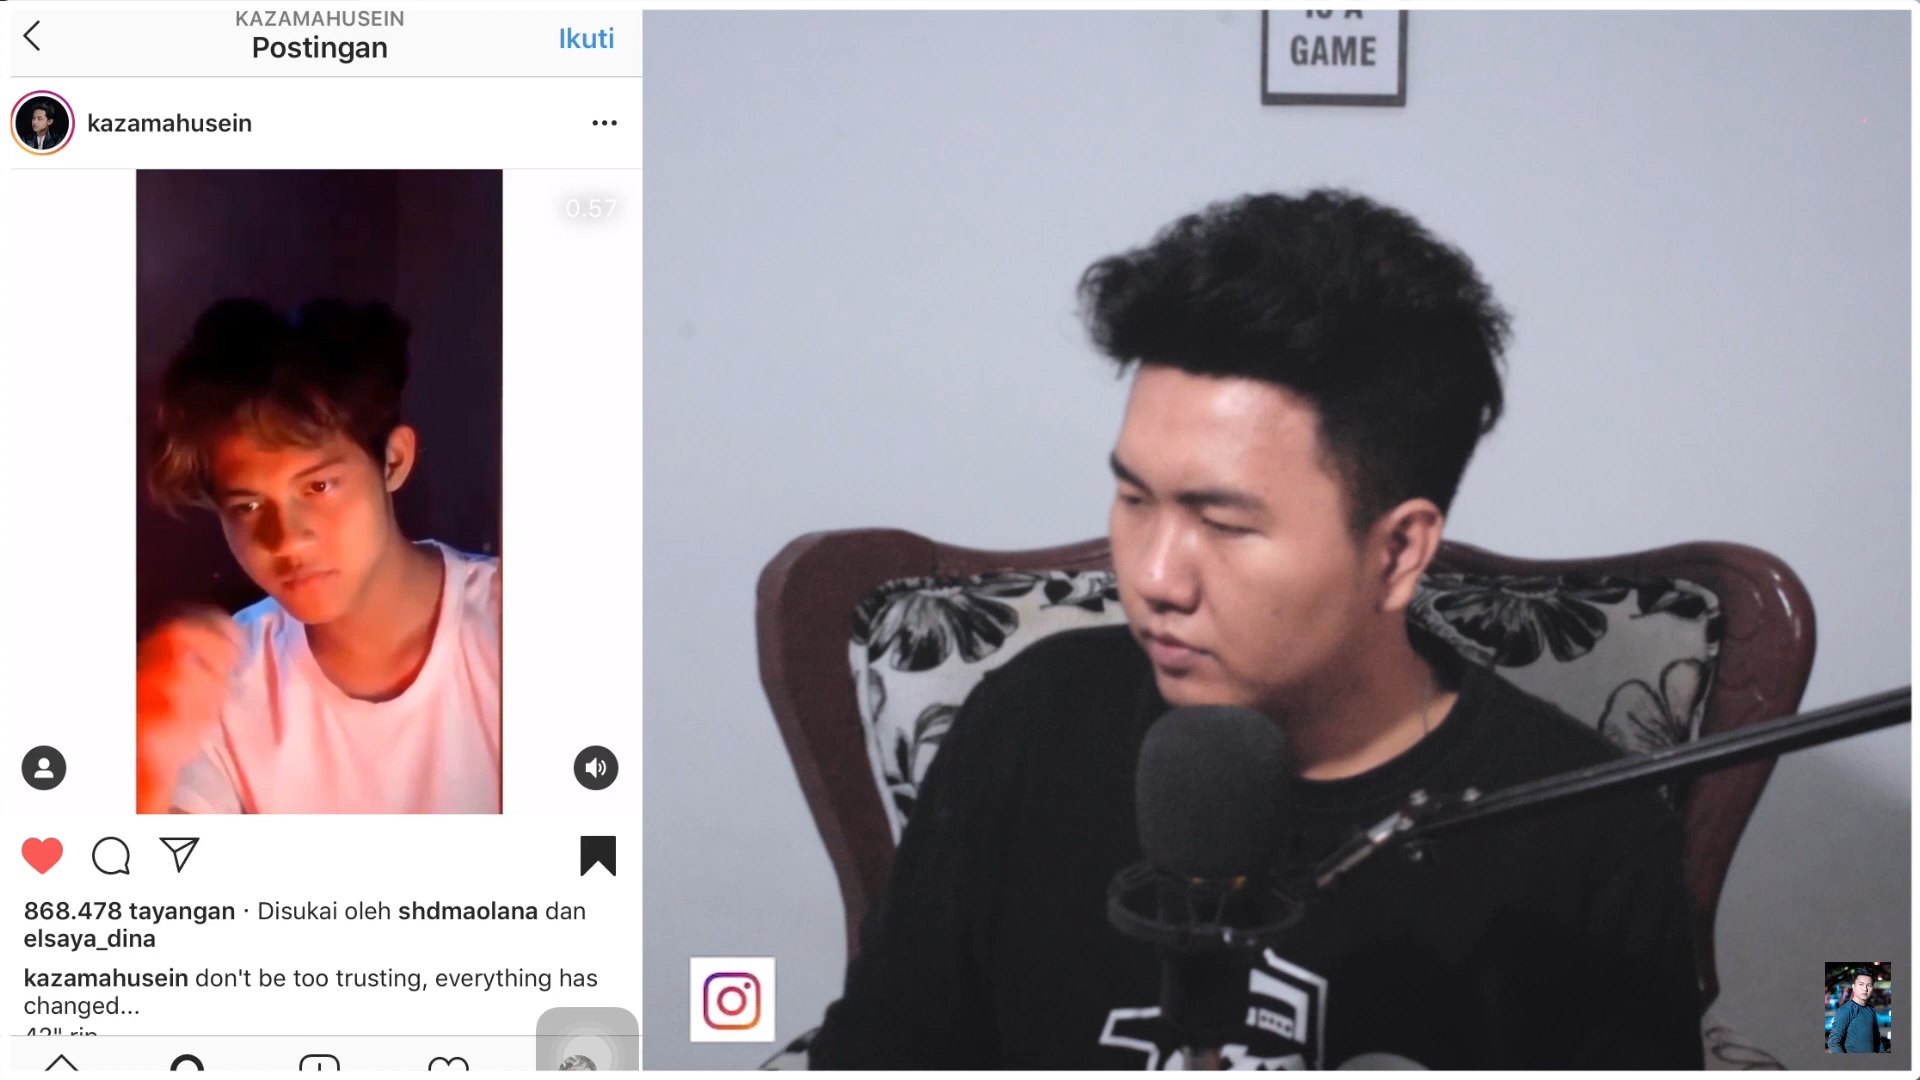 KAZAMAHUSEIN
Postingan
Ikuti
kazamahusein
0.57
868.478 tayangan · Disukai oleh shdmaolana dan
elsaya_dina
kazamahusein don't be too trusting, everything has
changed...
IS A
GAME